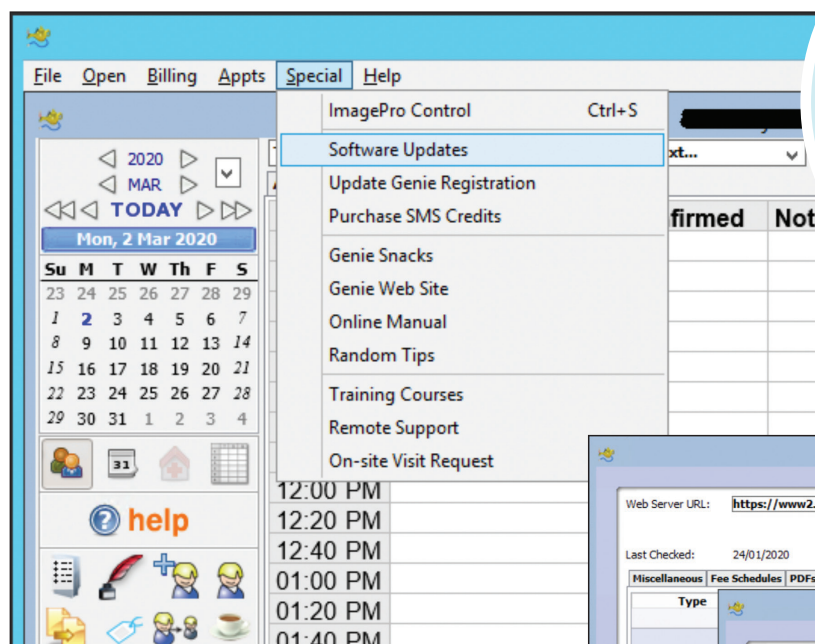 File Open Billing Appts Special Help
ImagePro Control Ctrl+S
Software Updates
Update Genie Registration
Purchase SMS Credits
Genie Snacks
Genie Web Site
Online Manual
Random Tips
Training Courses
Remote Support
On-site Visit Request
2020
MAR
TODAY
Mon, 2 Mar 2020
Su M T W Th F S
23 24 25 26 27 28 29
1 2 3 4 5 6 7
8 9 10 11 12 13 14
15 16 17 18 19 20 21
22 23 24 25 26 27 28
29 30 31 1 2 3 4
31
help
xt...
firmed Not
12:00 PM
12:20 PM
12:40 PM
01:00 PM
01:20 PM
01:40 PM
Web Server URL: https://www2.
Last Checked: 24/01/2020
Miscellaneous Fee Schedules PDFs
Type